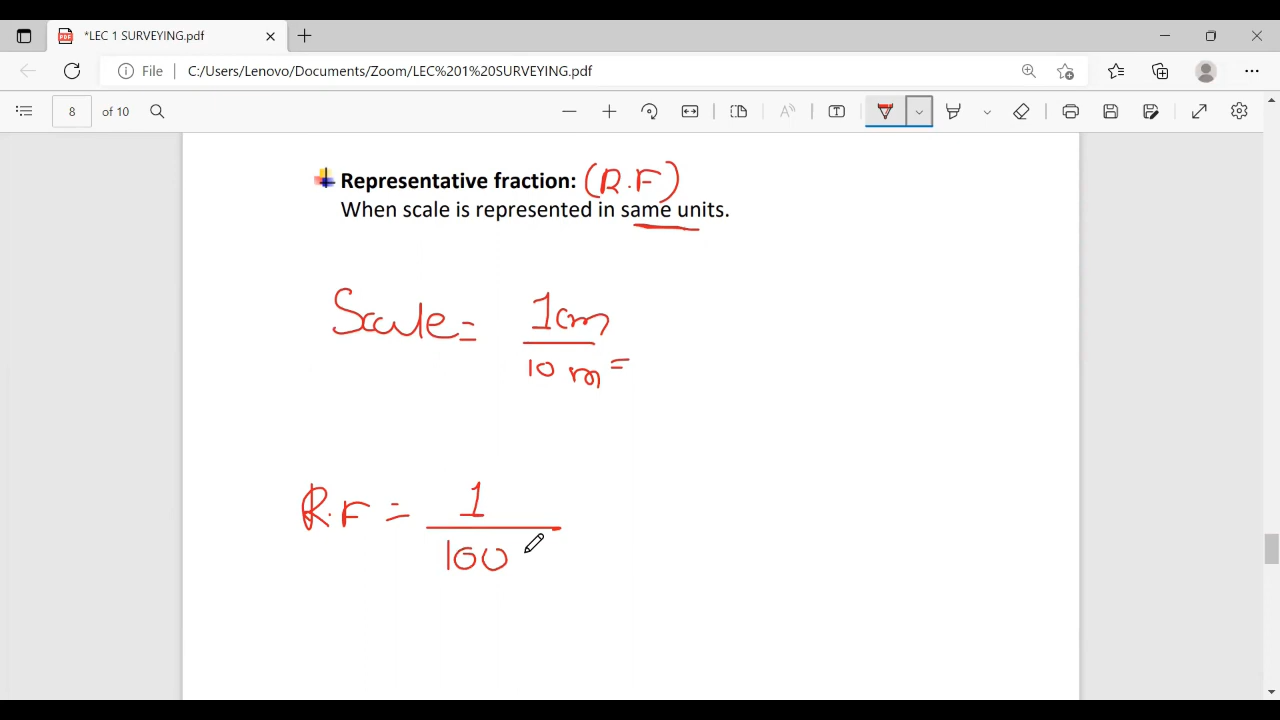 *LEC 1 SURVEYING.pdf
File C:/Users/Lenovo/Documents/Zoom/LEC%201%20SURVEYING.pdf
8 of 10
Representative fraction: (R.F)
When scale is represented in same units.
Scale = 1cm
10 m =
R.F = 1
100